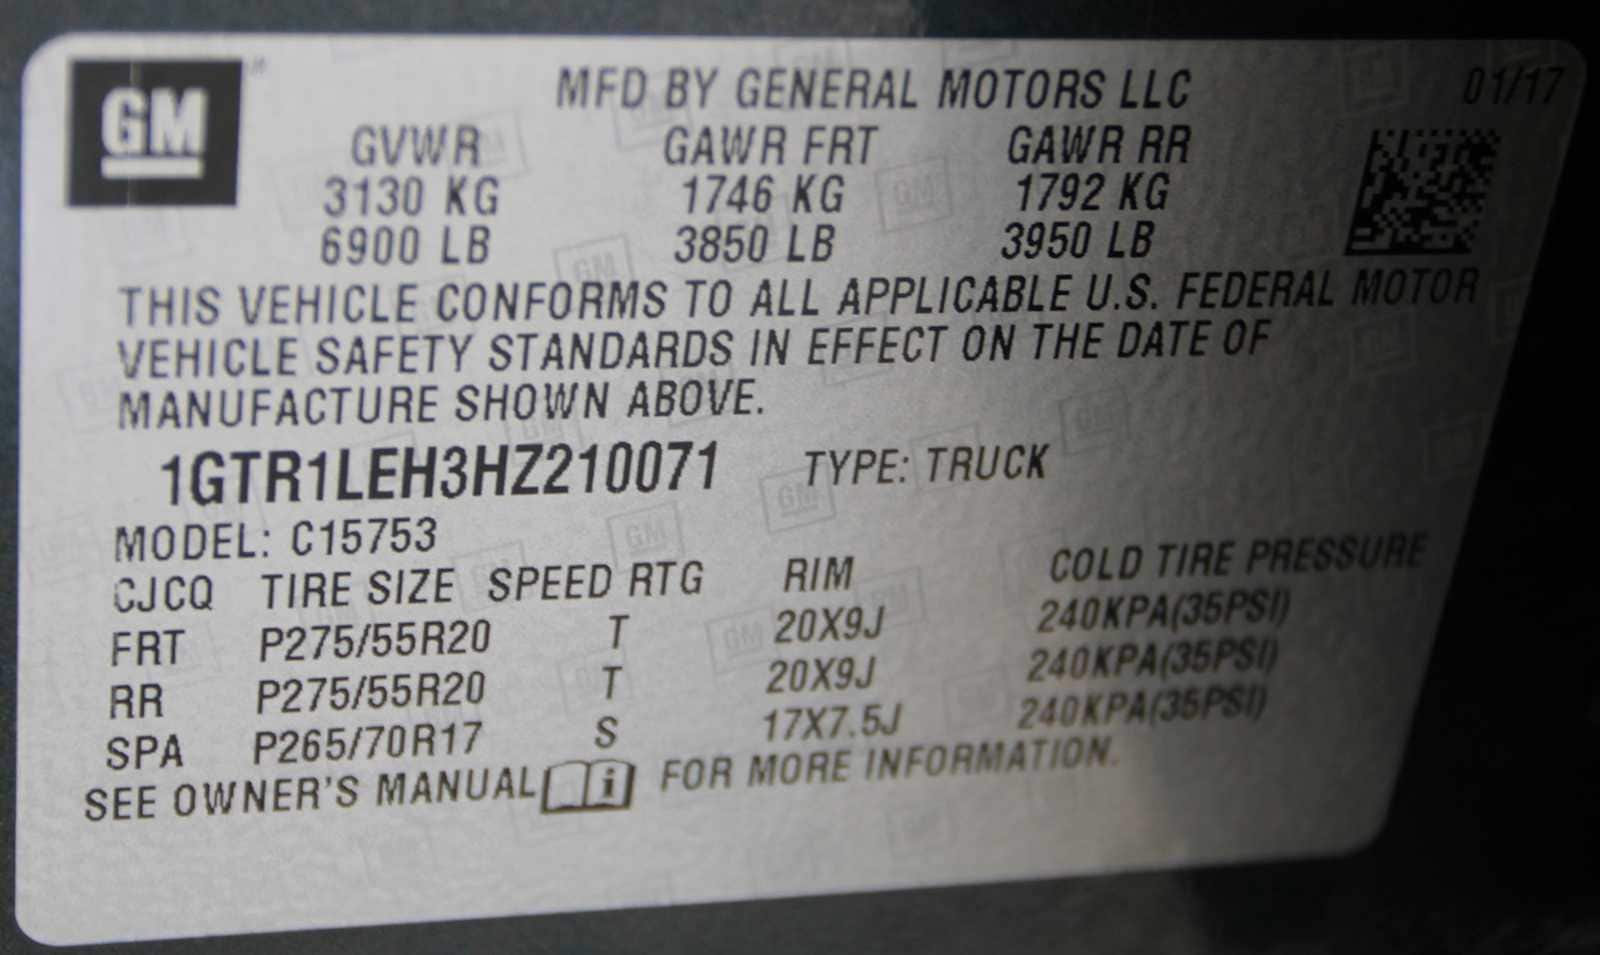 GM MFD BY GENERAL MOTORS LLC 01/17
GVWR GAWR FRT GAWR RR
3130 KG 1746 KG 1792 KG
6900 LB 3850 LB 3950 LB
THIS VEHICLE CONFORMS TO ALL APPLICABLE U.S. FEDERAL MOTOR
VEHICLE SAFETY STANDARDS IN EFFECT ON THE DATE OF
MANUFACTURE SHOWN ABOVE.
1GTR1LEH3HZ210071 TYPE: TRUCK
MODEL: C15753
CJCQ TIRE SIZE SPEED RTG RIM COLD TIRE PRESSURE
FRT P275/55R20 T 20X9J 240KPA(35PSI)
RR P275/55R20 T 20X9J 240KPA(35PSI)
SPA P265/70R17 S 17X7.5J 240KPA(35PSI)
SEE OWNER'S MANUAL i FOR MORE INFORMATION.